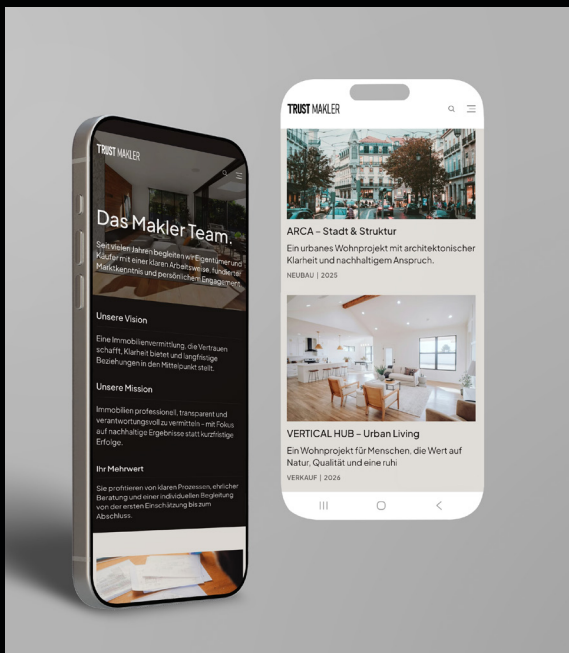 TRUST MAKLER
Das Makler Team.
Seit vielen Jahren begleiten wir Eigentümer und
Käufer mit einer klaren Arbeitsweise, fundierter
Marktkenntnis und persönlichem Engagement.
Unsere Vision
Eine Immobilienvermittlung, die Vertrauen
schafft, Klarheit bietet und langfristige
Beziehungen in den Mittelpunkt stellt.
Unsere Mission
Immobilien professionell, transparent und
verantwortungsvoll zu vermitteln – mit Fokus
auf nachhaltige Ergebnisse statt kurzfristige
Erfolge.
Ihr Mehrwert
Sie profitieren von klaren Prozessen, ehrlicher
Beratung und einer individuellen Begleitung
von der ersten Einschätzung bis zum
Abschluss.
TRUST MAKLER
ARCA – Stadt & Struktur
Ein urbanes Wohnprojekt mit architektonischer
Klarheit und nachhaltigem Anspruch.
NEUBAU | 2025
VERTICAL HUB – Urban Living
Ein Wohnprojekt für Menschen, die Wert auf
Natur, Qualität und eine ruhi
VERKAUF | 2026